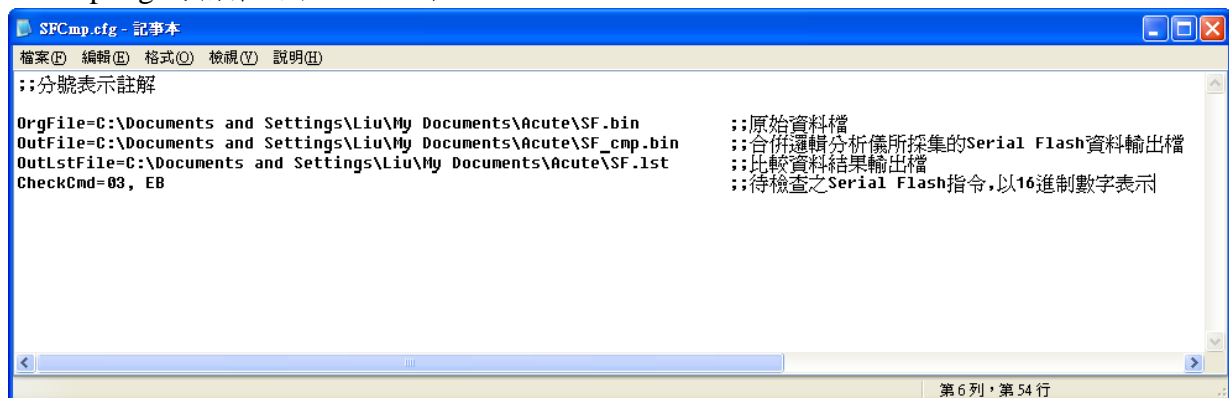 SFCmp.cfg - 記事本
檔案(F) 編輯(E) 格式(O) 檢視(V) 說明(H)
;;分號表示註解
OrgFile=C:\Documents and Settings\Liu\My Documents\Acute\SF.bin ;;原始資料檔
OutFile=C:\Documents and Settings\Liu\My Documents\Acute\SF_cmp.bin ;;合併邏輯分析儀所採集的Serial Flash資料輸出檔
OutLstFile=C:\Documents and Settings\Liu\My Documents\Acute\SF.lst ;;比較資料結果輸出檔
CheckCmd=03, EB ;;待檢查之Serial Flash指令,以16進制數字表示
第 6 列,第 54 行